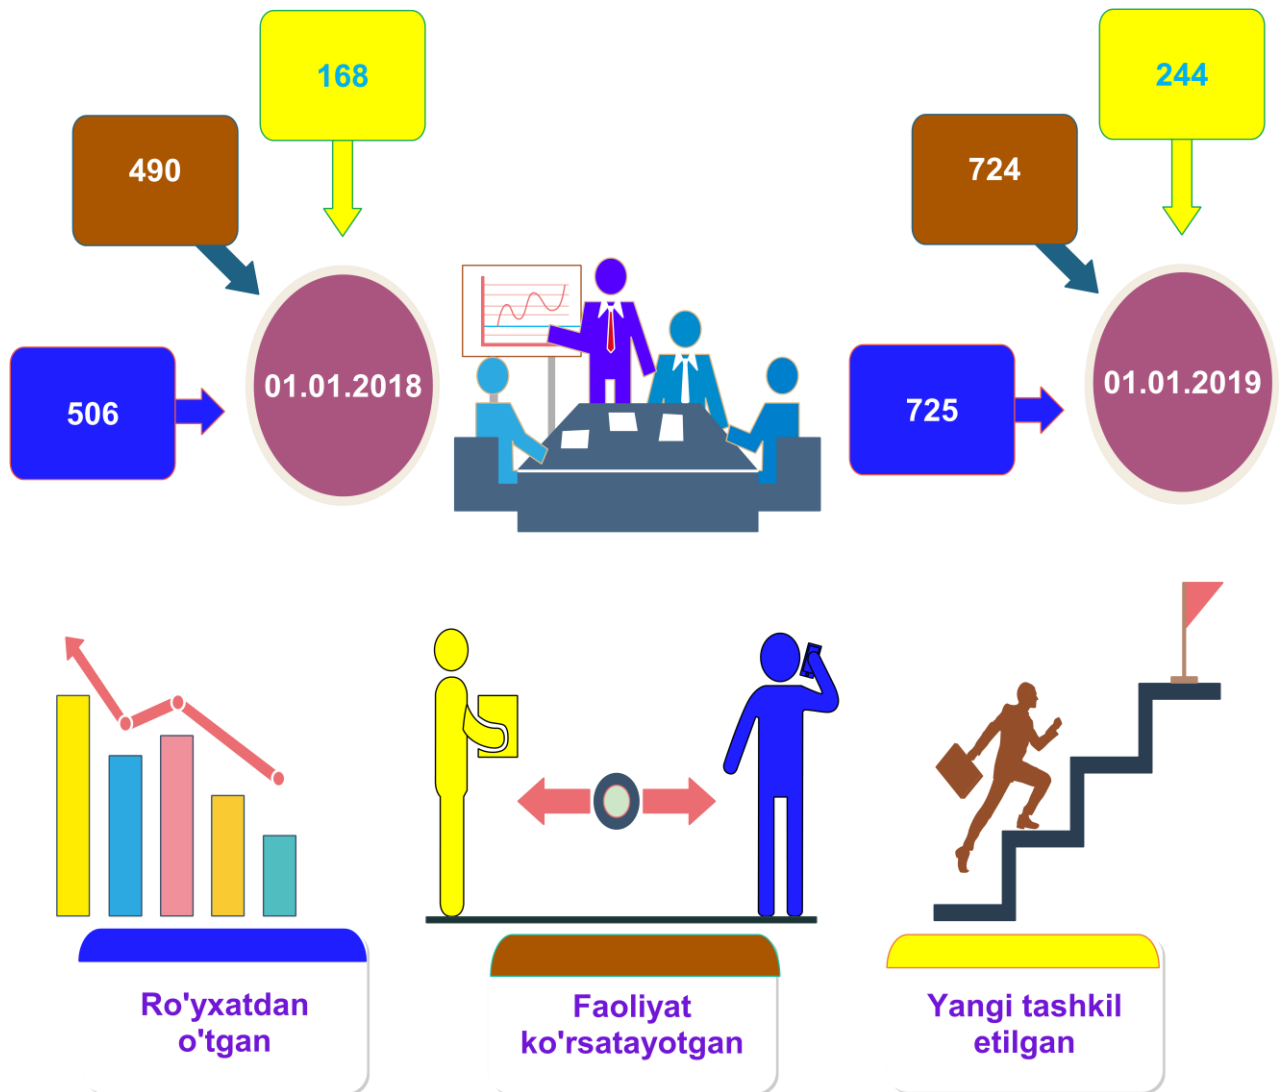 168
244
490
724
01.01.2018
01.01.2019
506
725
Ro'yxatdan
o'tgan
Faoliyat
ko'rsatayotgan
Yangi tashkil
etilgan